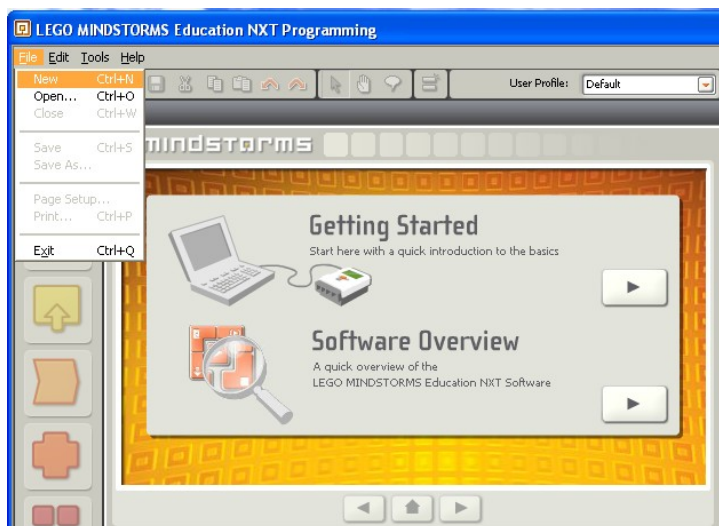 LEGO MINDSTORMS Education NXT Programming
File Edit Tools Help
New Ctrl+N
Open... Ctrl+O
Close Ctrl+W
Save Ctrl+S
Save As...
Page Setup...
Print... Ctrl+P
Exit Ctrl+Q
User Profile: Default
mindstorms
Getting Started
Start here with a quick introduction to the basics
Software Overview
A quick overview of the
LEGO MINDSTORMS Education NXT Software